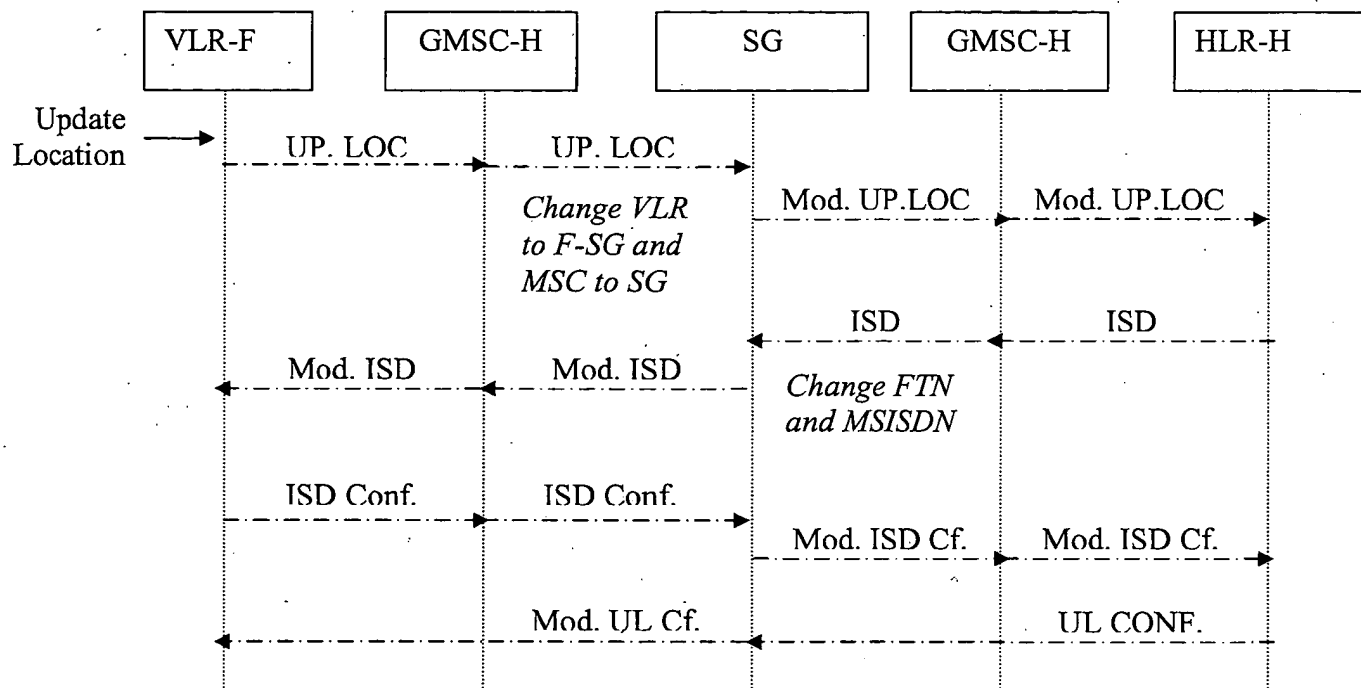 VLR-F GMSC-H SG GMSC-H HLR-H
Update
Location
UP. LOC UP. LOC
Mod. UP.LOC Mod. UP.LOC
Change VLR
to F-SG and
MSC to SG
ISD ISD
Mod. ISD Mod. ISD
Change FTN
and MSISDN
ISD Conf. ISD Conf.
Mod. ISD Cf. Mod. ISD Cf.
Mod. UL Cf. UL CONF.